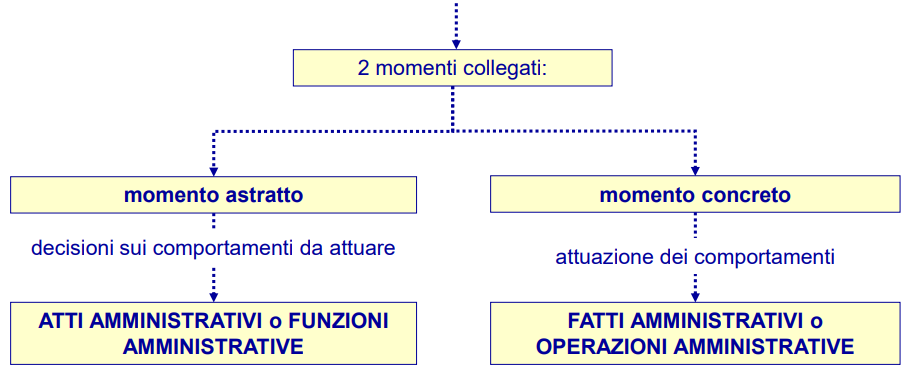 2 momenti collegati:
momento astratto
momento concreto
decisioni sui comportamenti da attuare
attuazione dei comportamenti
ATTI AMMINISTRATIVI o FUNZIONI
AMMINISTRATIVE
FATTI AMMINISTRATIVI o
OPERAZIONI AMMINISTRATIVE